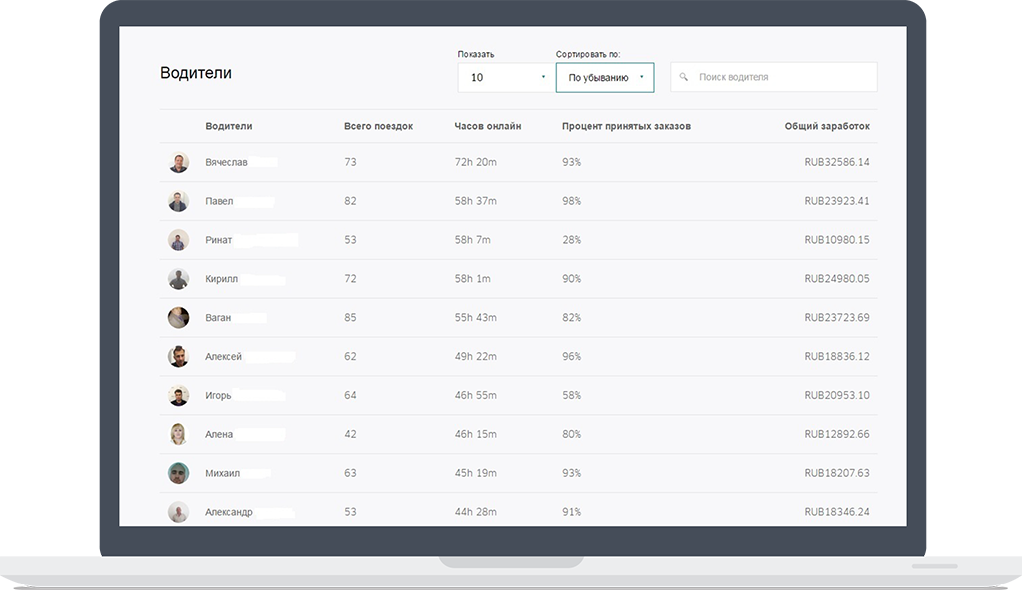 Показать Сортировать по:
Водители 10 По убыванию Поиск водителя
Водители Всего поездок Часов онлайн Процент принятых заказов Общий заработок
Вячеслав 73 72h 20m 93% RUB32586.14
Павел 82 58h 37m 98% RUB23923.41
Ринат 53 58h 7m 28% RUB10980.15
Кирилл 72 58h 1m 90% RUB24980.05
Ваган 85 55h 43m 82% RUB23723.69
Алексей 62 49h 22m 96% RUB18836.12
Игорь 64 46h 55m 58% RUB20953.10
Алена 42 46h 15m 80% RUB12892.66
Михаил 63 45h 19m 93% RUB18207.63
Александр 53 44h 28m 91% RUB18346.24